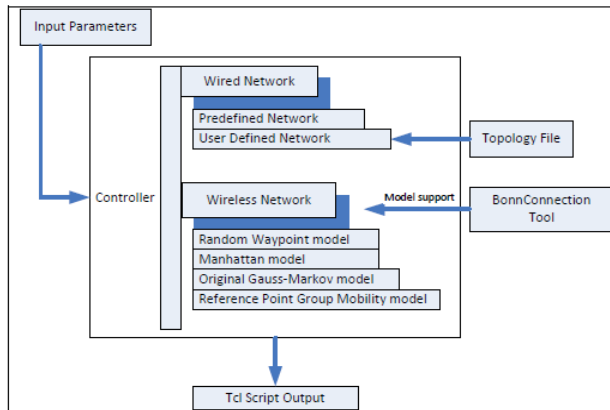 Input Parameters
Wired Network
Predefined Network
User Defined Network
Topology File
Controller
Wireless Network
Model support
BonnConnection
Tool
Random Waypoint model
Manhattan model
Original Gauss-Markov model
Reference Point Group Mobility model
Tcl Script Output